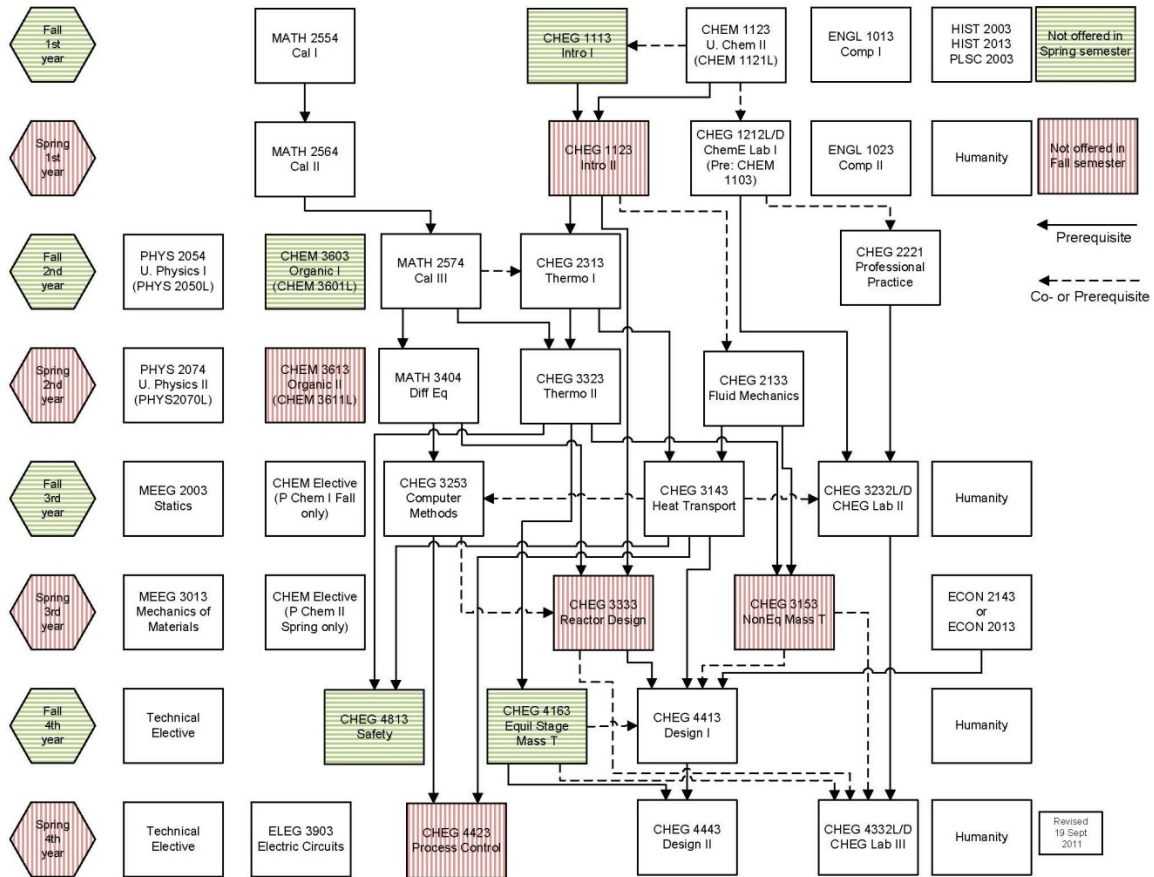 Fall
1st
year
MATH 2554
Cal I
CHEG 1113
Intro I
CHEM 1123
U. Chem II
(CHEM 1121L)
ENGL 1013
Comp I
HIST 2003
HIST 2013
PLSC 2003
Not offered in
Spring semester
Spring
1st
year
MATH 2564
Cal II
CHEG 1123
Intro II
CHEG 1212L/D
ChemE Lab I
(Pre: CHEM
1103)
ENGL 1023
Comp II
Humanity
Not offered in
Fall semester
Prerequisite
Co- or Prerequisite
Fall
2nd
year
PHYS 2054
U. Physics I
(PHYS 2050L)
CHEM 3603
Organic I
(CHEM 3601L)
MATH 2574
Cal III
CHEG 2313
Thermo I
CHEG 2221
Professional
Practice
Spring
2nd
year
PHYS 2074
U. Physics II
(PHYS2070L)
CHEM 3613
Organic II
(CHEM 3611L)
MATH 3404
Diff Eq
CHEG 3323
Thermo II
CHEG 2133
Fluid Mechanics
Fall
3rd
year
MEEG 2003
Statics
CHEM Elective
(P Chem I Fall
only)
CHEG 3253
Computer
Methods
CHEG 3143
Heat Transport
CHEG 3232L/D
CHEG Lab II
Humanity
Spring
3rd
year
MEEG 3013
Mechanics of
Materials
CHEM Elective
(P Chem II
Spring only)
CHEG 3333
Reactor Design
CHEG 3153
NonEq Mass T
ECON 2143
or
ECON 2013
Fall
4th
year
Technical
Elective
CHEG 4813
Safety
CHEG 4163
Equil Stage
Mass T
CHEG 4413
Design I
Humanity
Spring
4th
year
Technical
Elective
ELEG 3903
Electric Circuits
CHEG 4423
Process Control
CHEG 4443
Design II
CHEG 4332L/D
CHEG Lab III
Humanity
Revised
19 Sept
2011